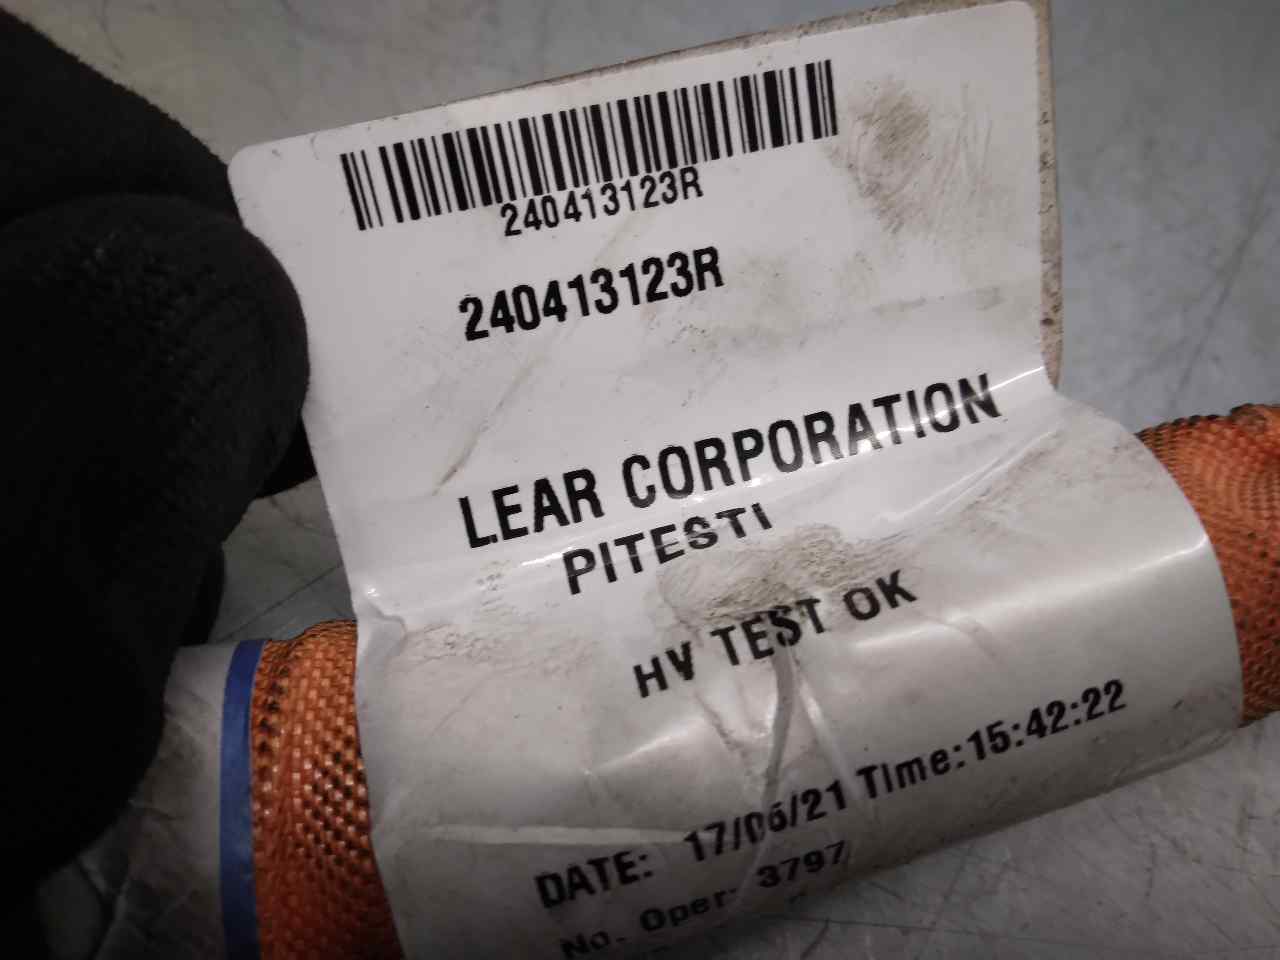 240413123R
240413123R
LEAR CORPORATION
PITESTI
HV TEST OK
DATE: 17/06/21 Time:15:42:22
No. Oper: 3797